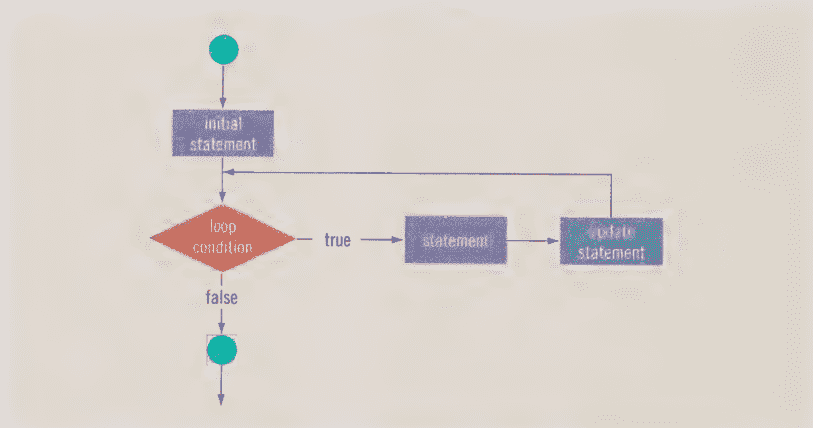 initial
statement
loop
condition
true
statement
update
statement
false